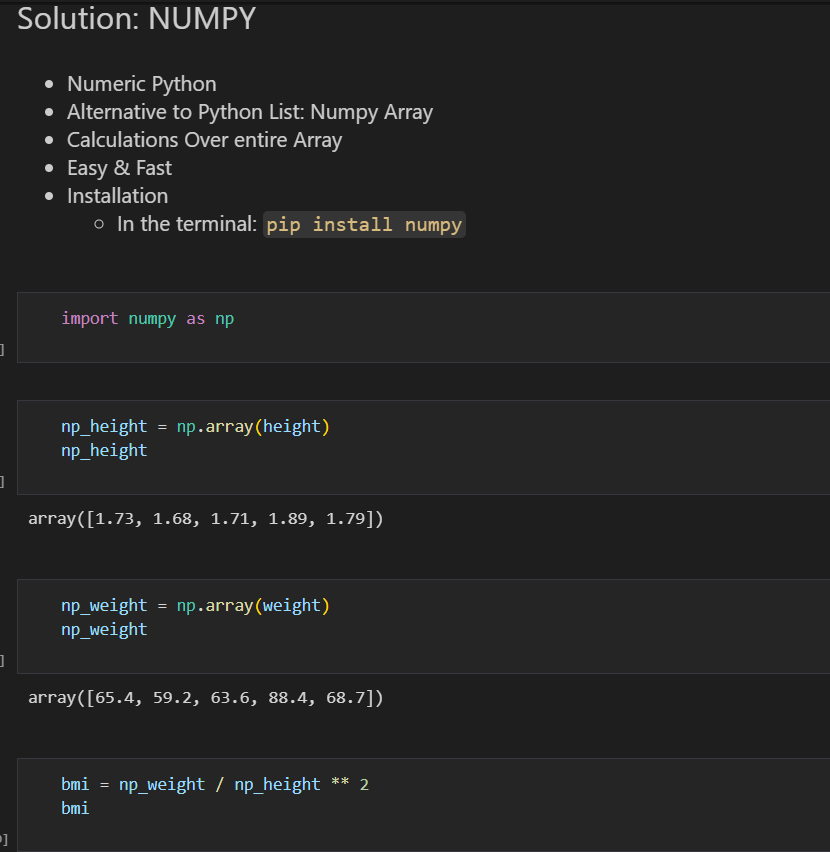 Solution: NUMPY
Numeric Python
Alternative to Python List: Numpy Array
Calculations Over entire Array
Easy & Fast
Installation
In the terminal: pip install numpy
import numpy as np
]
np_height = np.array(height)
np_height
]
array([1.73, 1.68, 1.71, 1.89, 1.79])
np_weight = np.array(weight)
np_weight
]
array([65.4, 59.2, 63.6, 88.4, 68.7])
bmi = np_weight / np_height ** 2
bmi
]